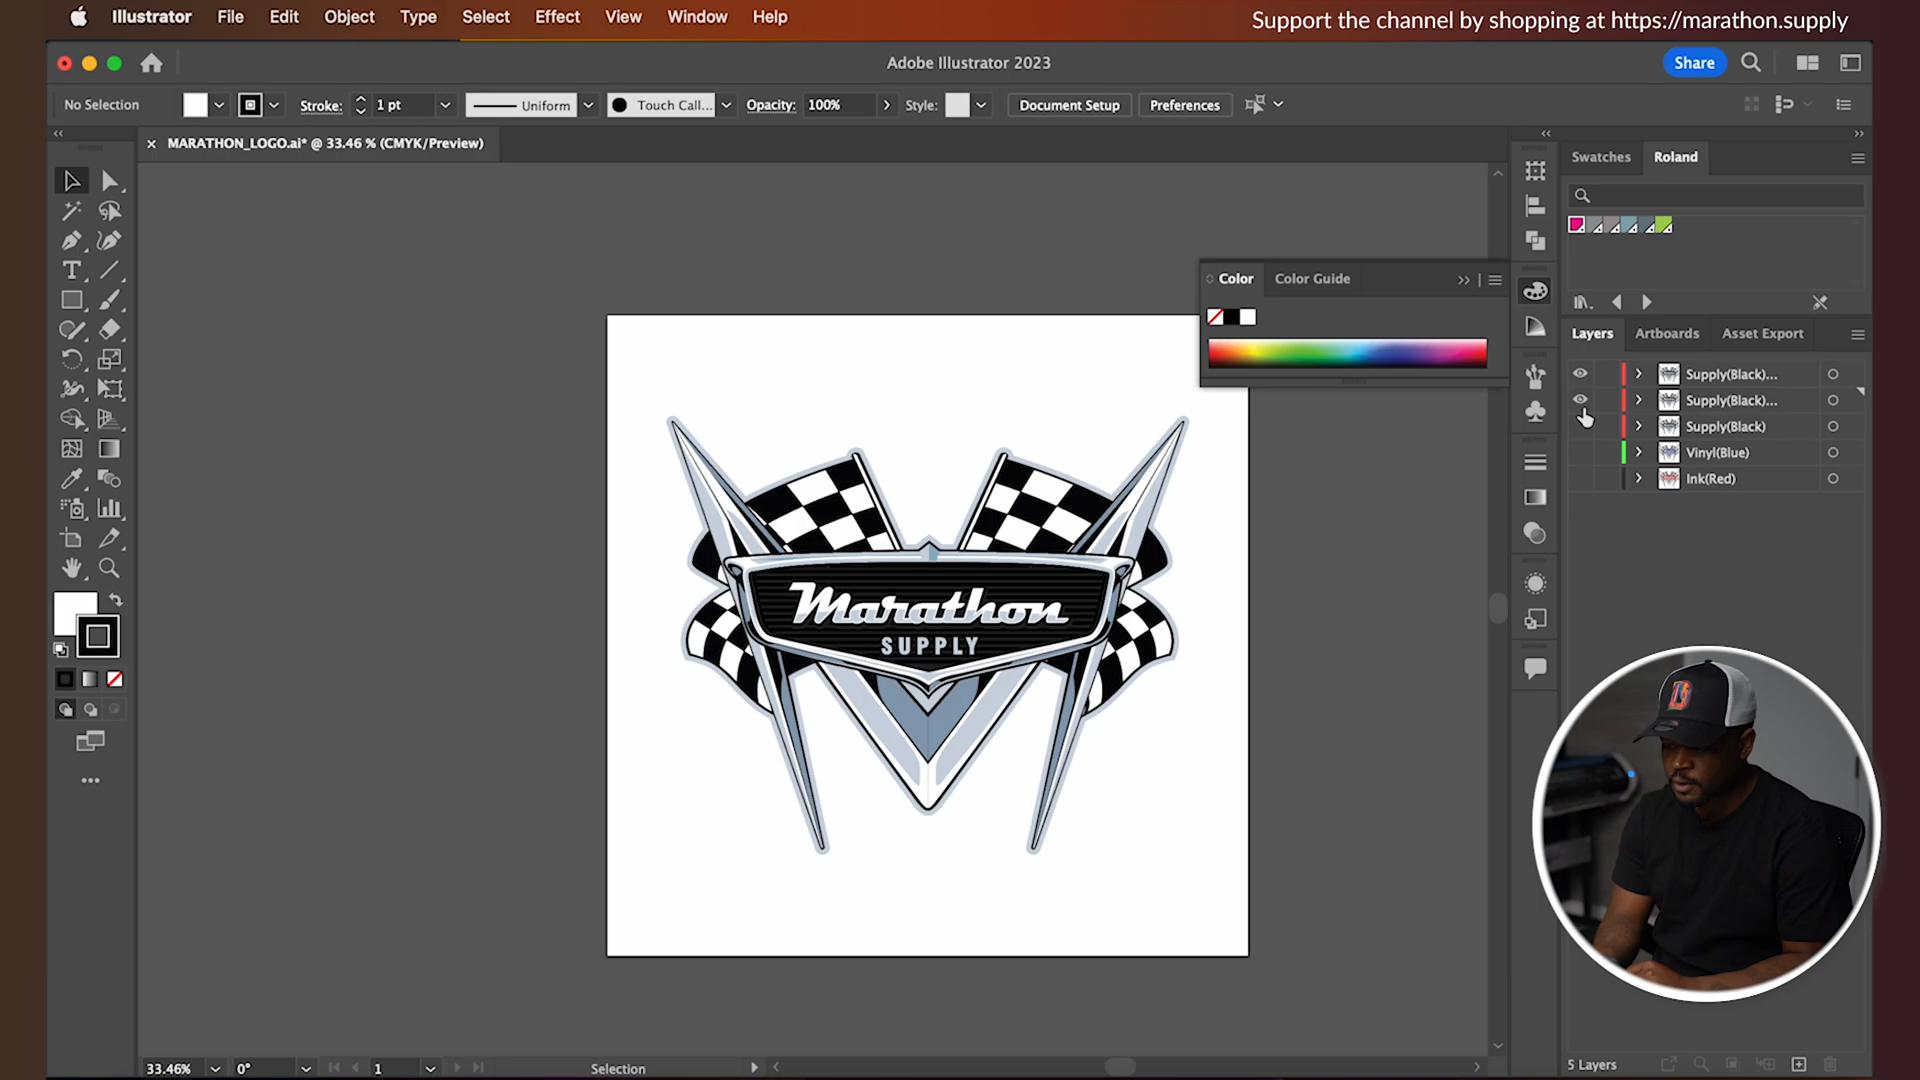 Illustrator File Edit Object Type Select Effect View Window Help
Support the channel by shopping at https://marathon.supply
Adobe Illustrator 2023
Share
No Selection
Stroke: 1 pt
Uniform
Touch Call...
Opacity: 100%
Style:
Document Setup
Preferences
MARATHON_LOGO.ai* @ 33.46 % (CMYK/Preview)
Swatches Roland
Color Color Guide
Layers Artboards Asset Export
Supply(Black)...
Supply(Black)...
Supply(Black)
Vinyl(Blue)
Ink(Red)
Marathon
SUPPLY
33.46%
0°
1
Selection
5 Layers